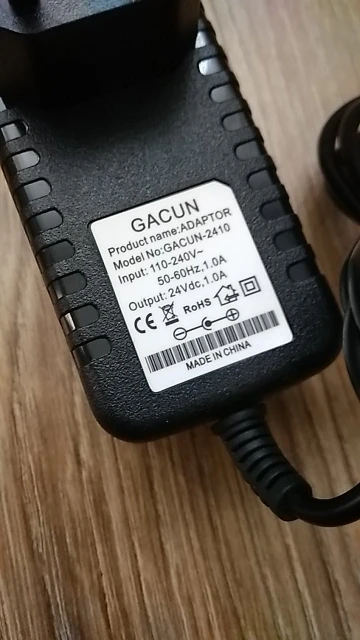 GACUN
Product name:ADAPTOR
Model No:GACUN-2410
Input: 110-240V~
50-60Hz,1.0A
Output: 24Vdc,1.0A
CE RoHS
MADE IN CHINA